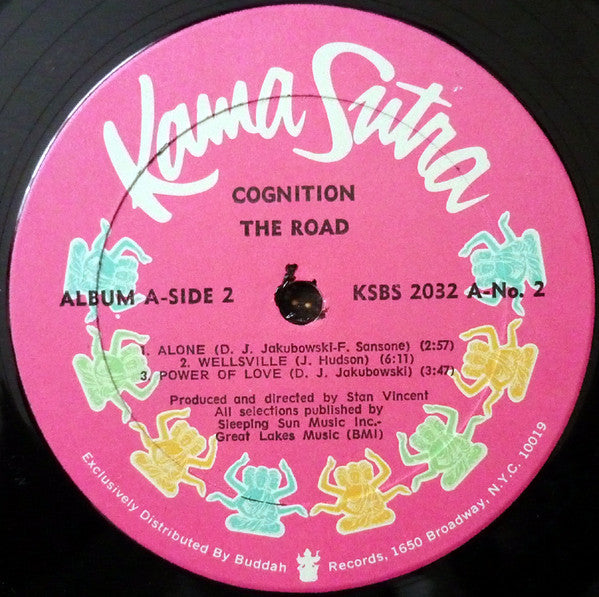 Kama Sutra
COGNITION
THE ROAD
ALBUM A-SIDE 2
KSBS 2032 A-No. 2
1. ALONE (D. J. Jakubowski-F. Sansone) (2:57)
2. WELLSVILLE (J. Hudson) (6:11)
3. POWER OF LOVE (D. J. Jakubowski) (3:47)
Produced and directed by Stan Vincent
All selections published by
Sleeping Sun Music Inc.-
Great Lakes Music (BMI)
Exclusively Distributed By Buddah Records, 1650 Broadway, N.Y.C. 10019